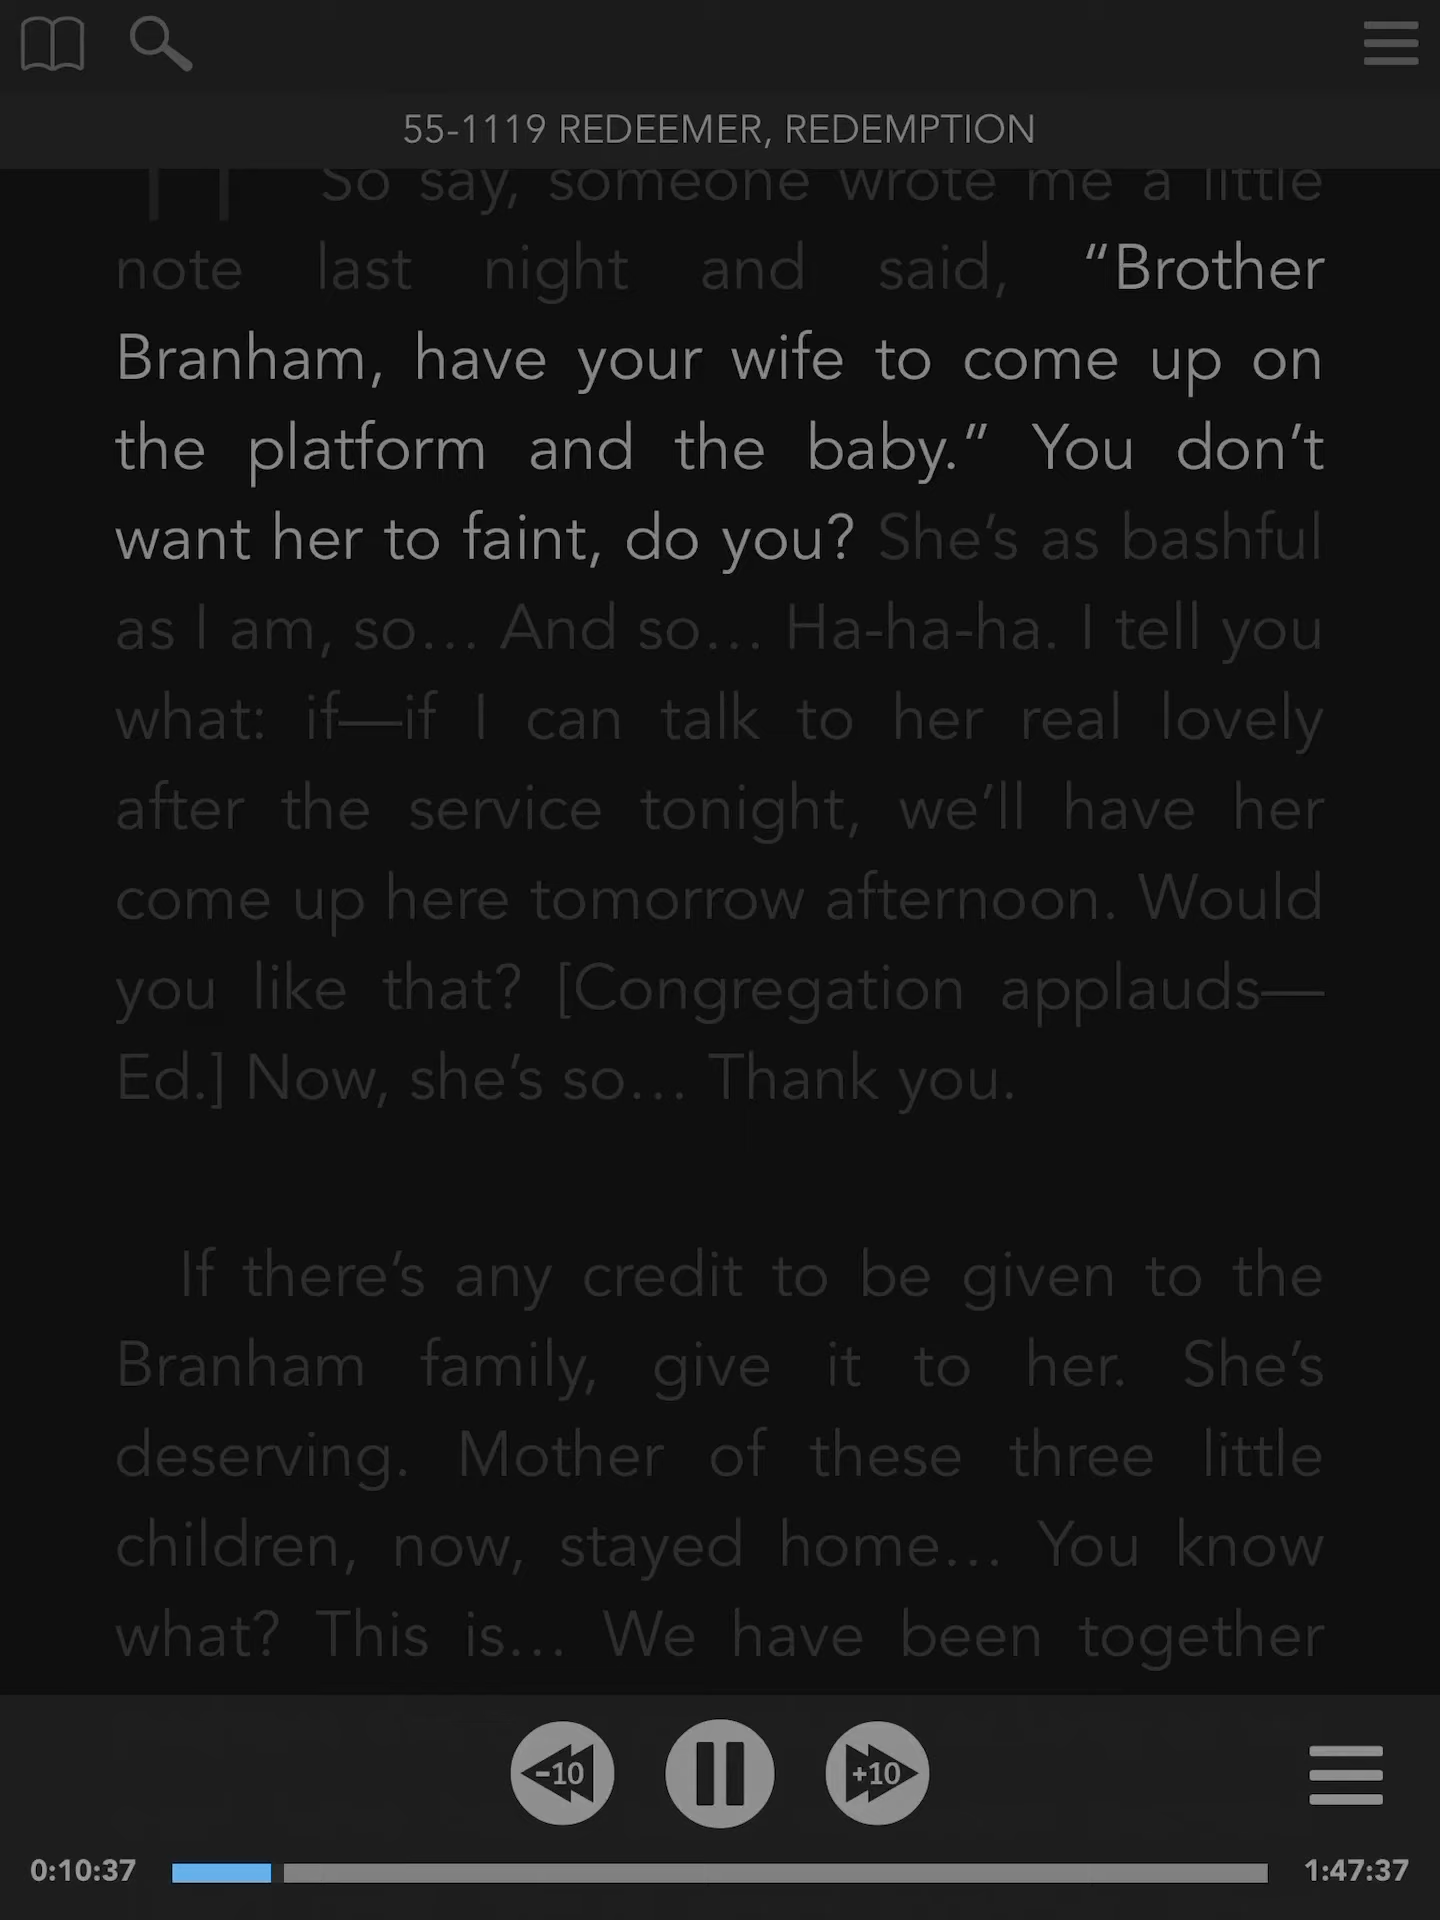 55-1119 REDEEMER, REDEMPTION
So say, someone wrote me a little
note last night and said, “Brother
Branham, have your wife to come up on
the platform and the baby.” You don’t
want her to faint, do you? She’s as bashful
as I am, so… And so… Ha-ha-ha. I tell you
what: if—if I can talk to her real lovely
after the service tonight, we’ll have her
come up here tomorrow afternoon. Would
you like that? [Congregation applauds—
Ed.] Now, she’s so… Thank you.
If there’s any credit to be given to the
Branham family, give it to her. She’s
deserving. Mother of these three little
children, now, stayed home… You know
what? This is… We have been together
-10 +10
0:10:37 1:47:37